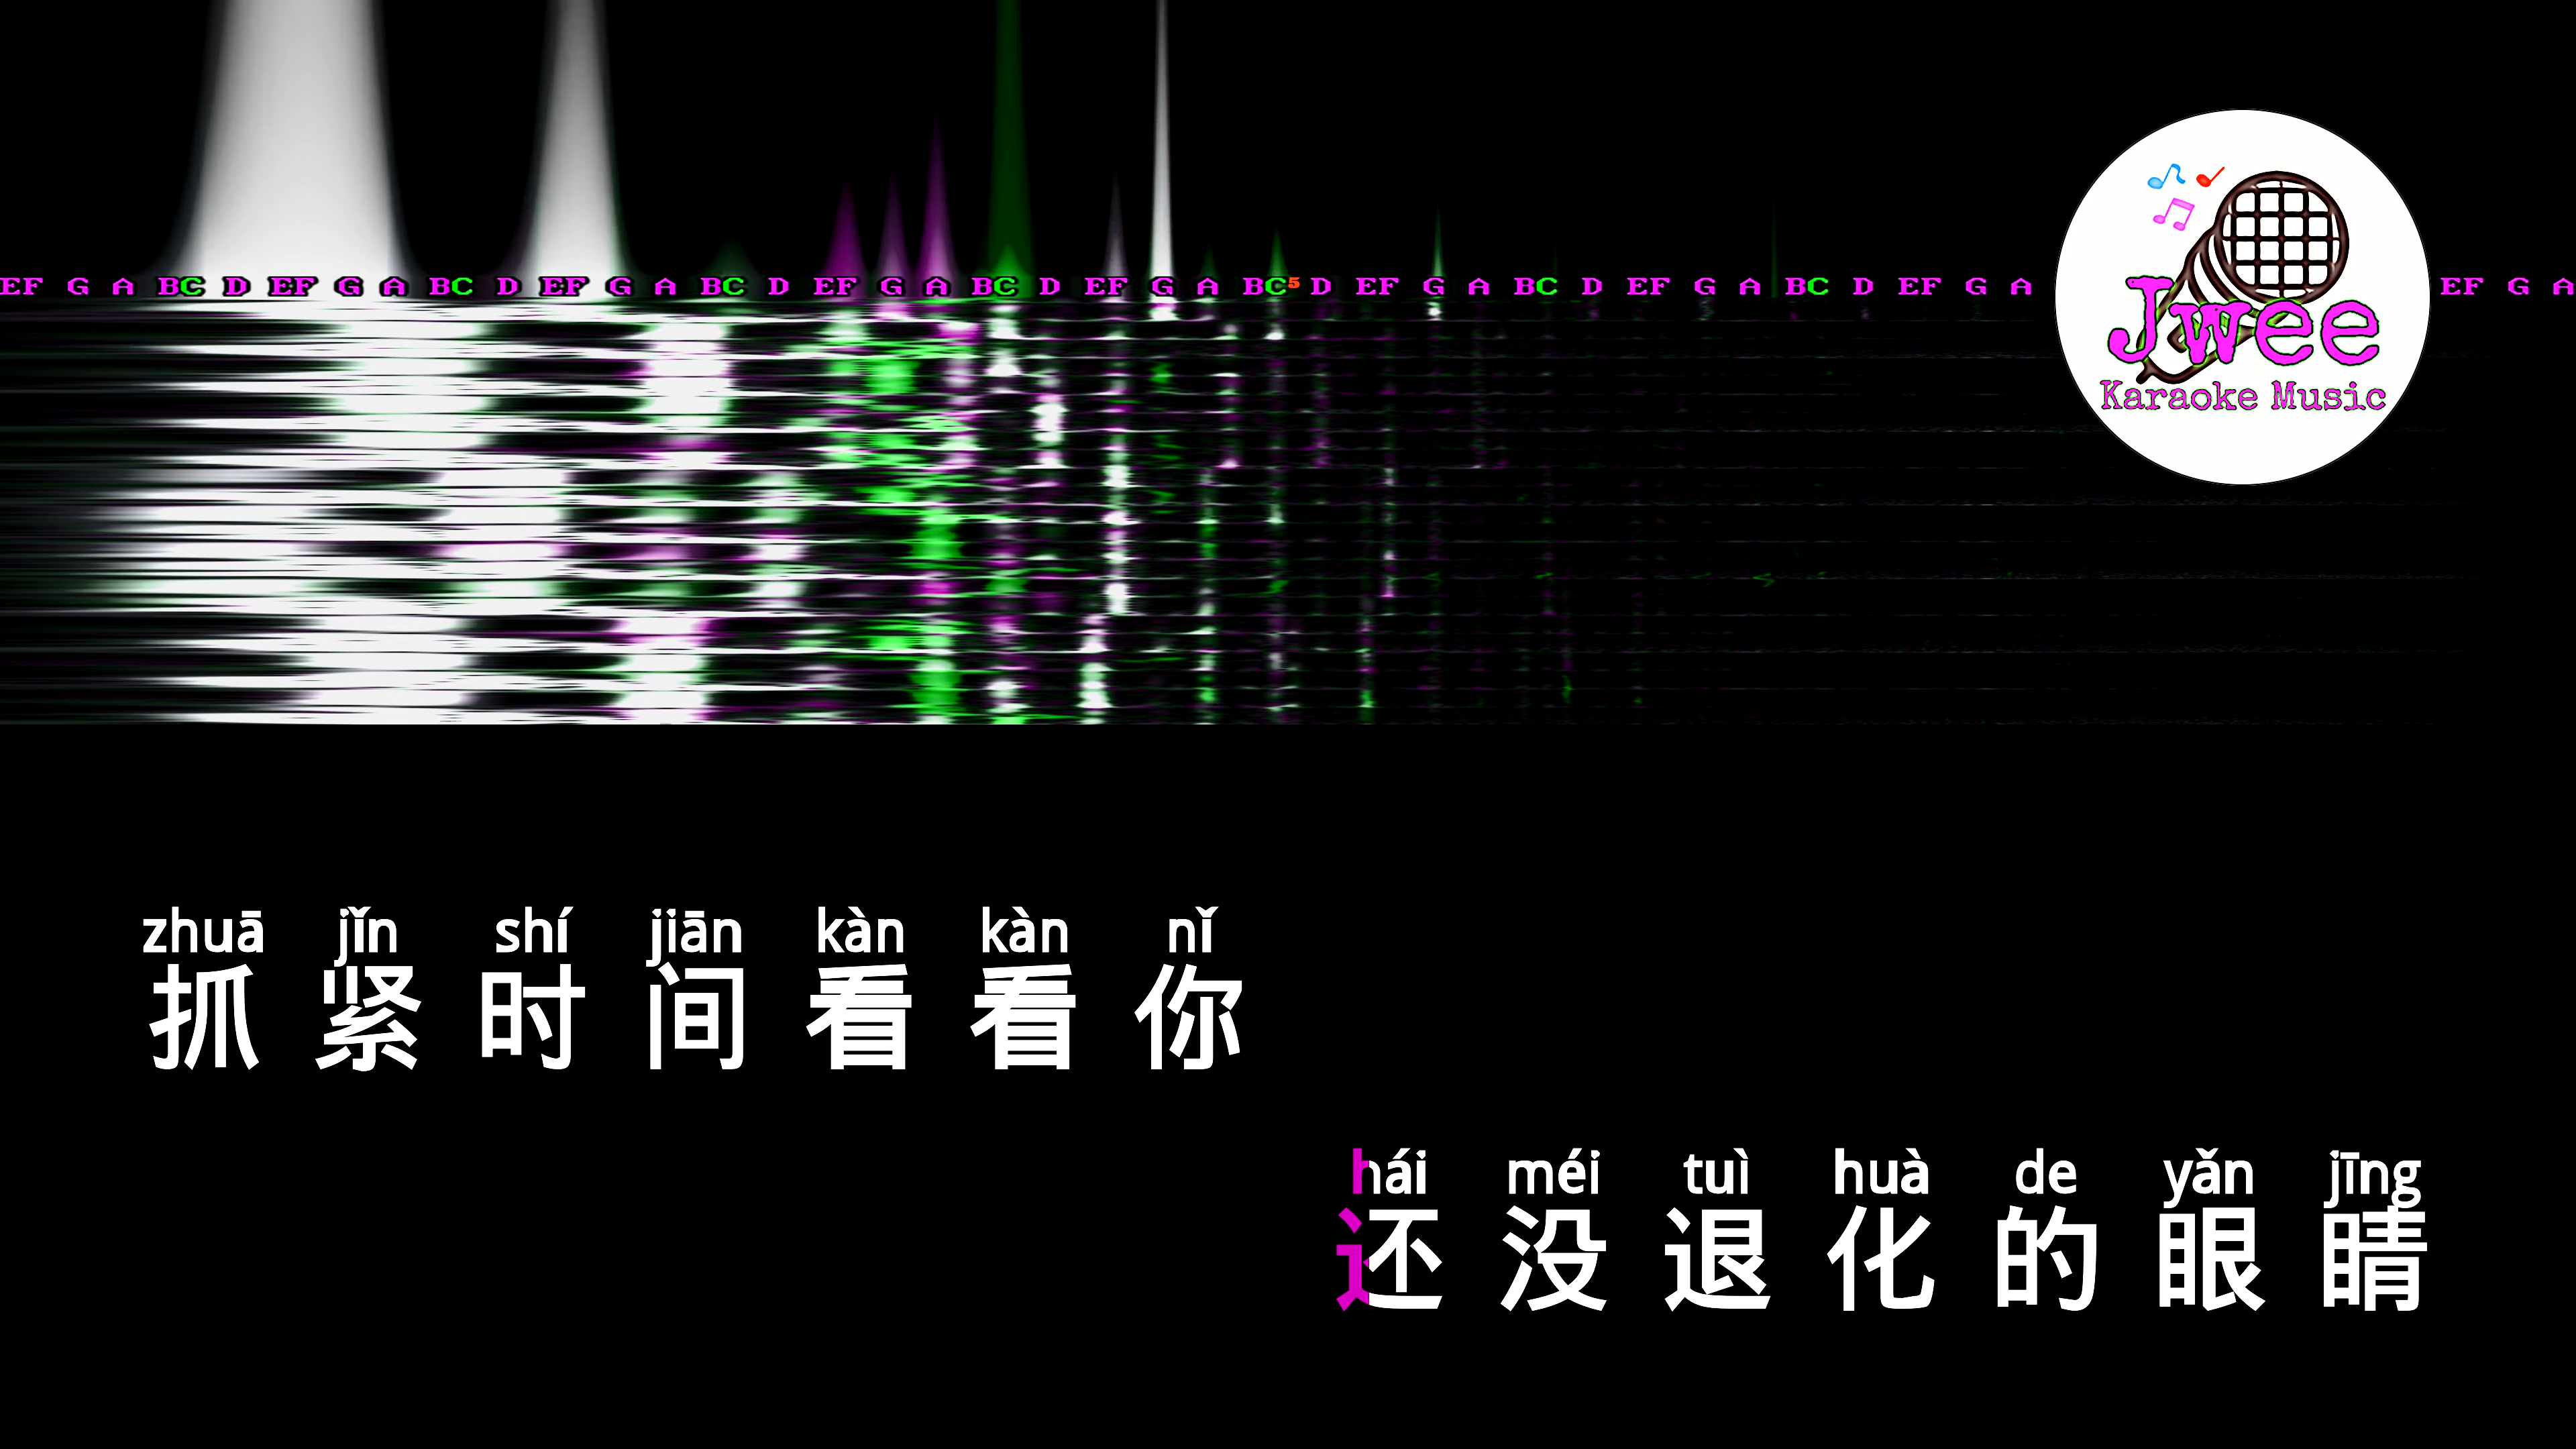 EF G A BC D EF G A BC D EF G A BC D EF G A BC D EF G A BC5 D EF G A BC D EF G A BC D EF G A EF G A
Jwee
Karaoke Music
zhuā jǐn shí jiān kàn kàn nǐ
抓 紧 时 间 看 看 你
hái méi tuì huà de yǎn jīng
还 没 退 化 的 眼 睛